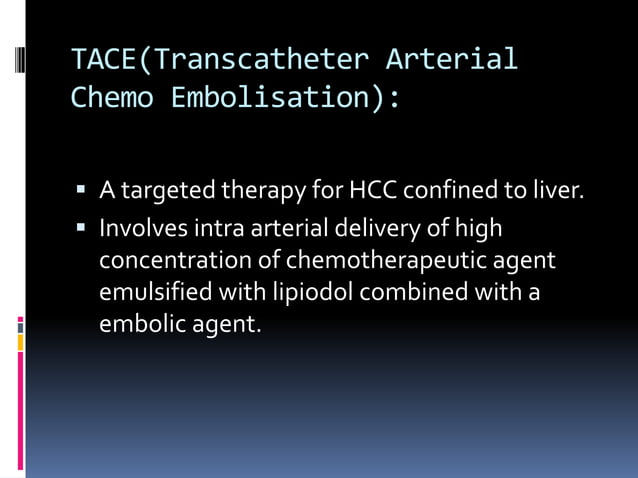 TACE(Transcatheter Arterial
Chemo Embolisation):
▪ A targeted therapy for HCC confined to liver.
▪ Involves intra arterial delivery of high
concentration of chemotherapeutic agent
emulsified with lipiodol combined with a
embolic agent.